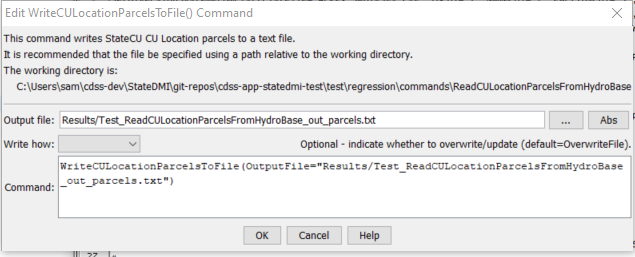 Edit WriteCULocationParcelsToFile() Command
This command writes StateCU CU Location parcels to a text file.
It is recommended that the file be specified using a path relative to the working directory.
The working directory is:
C:\Users\sam\cdss-dev\StateDMI\git-repos\cdss-app-statedmi-test\test\regression\commands\ReadCULocationParcelsFromHydroBase
Output file: Results/Test_ReadCULocationParcelsFromHydroBase_out_parcels.txt ... Abs
Write how: Optional - indicate whether to overwrite/update (default=OverwriteFile).
Command: WriteCULocationParcelsToFile(OutputFile="Results/Test_ReadCULocationParcelsFromHydroBase
_out_parcels.txt")
OK Cancel Help